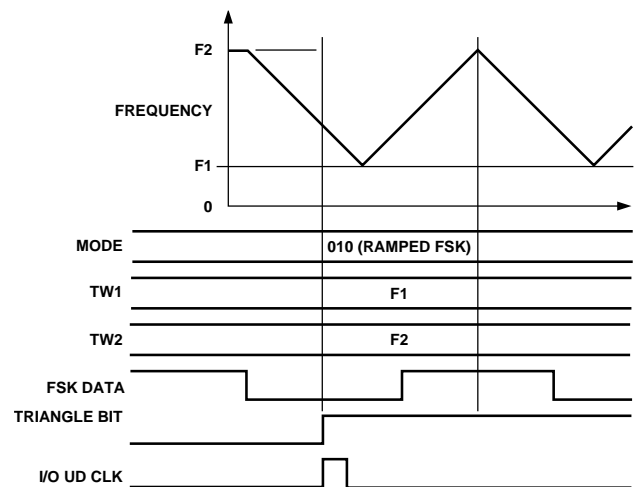 F2
FREQUENCY
F1
0
MODE
010 (RAMPED FSK)
TW1
F1
TW2
F2
FSK DATA
TRIANGLE BIT
I/O UD CLK